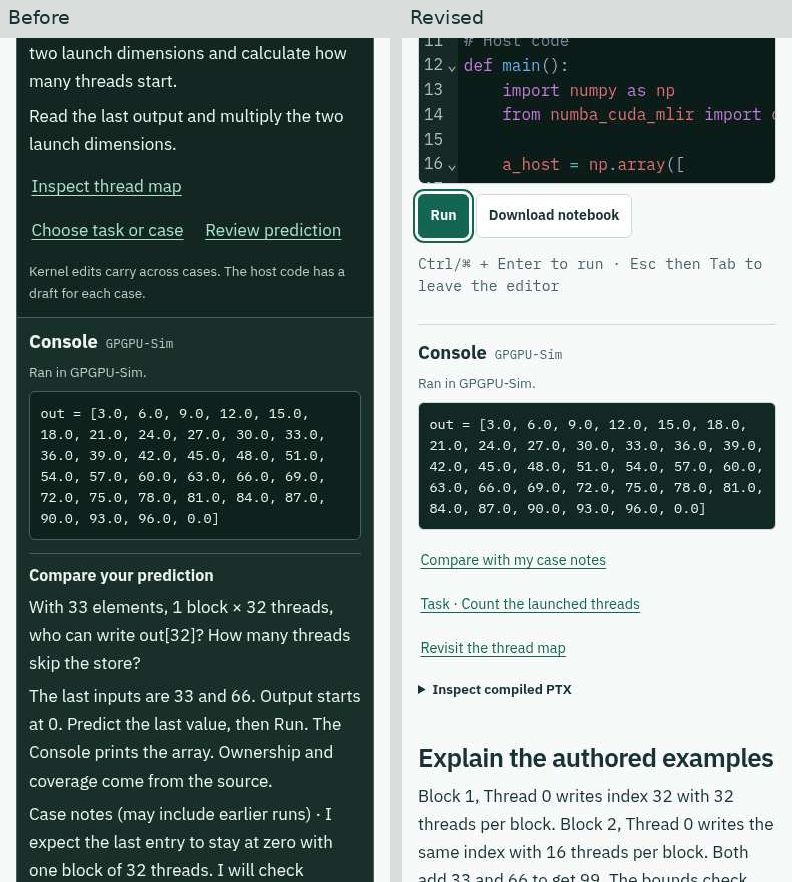 Before
two launch dimensions and calculate how
many threads start.
Read the last output and multiply the two
launch dimensions.
Inspect thread map
Choose task or case Review prediction
Kernel edits carry across cases. The host code has a
draft for each case.
Console GPGPU-Sim
Ran in GPGPU-Sim.
out = [3.0, 6.0, 9.0, 12.0, 15.0,
18.0, 21.0, 24.0, 27.0, 30.0, 33.0,
36.0, 39.0, 42.0, 45.0, 48.0, 51.0,
54.0, 57.0, 60.0, 63.0, 66.0, 69.0,
72.0, 75.0, 78.0, 81.0, 84.0, 87.0,
90.0, 93.0, 96.0, 0.0]
Compare your prediction
With 33 elements, 1 block × 32 threads,
who can write out[32]? How many threads
skip the store?
The last inputs are 33 and 66. Output starts
at 0. Predict the last value, then Run. The
Console prints the array. Ownership and
coverage come from the source.
Case notes (may include earlier runs) · I
expect the last entry to stay at zero with
one block of 32 threads. I will check
Revised
11 # Host code
12 def main():
13 import numpy as np
14 from numba_cuda_mlir import
15
16 a_host = np.array([
Run Download notebook
Ctrl/⌘ + Enter to run · Esc then Tab to
leave the editor
Console GPGPU-Sim
Ran in GPGPU-Sim.
out = [3.0, 6.0, 9.0, 12.0, 15.0, 18.0,
21.0, 24.0, 27.0, 30.0, 33.0, 36.0, 39.0,
42.0, 45.0, 48.0, 51.0, 54.0, 57.0, 60.0,
63.0, 66.0, 69.0, 72.0, 75.0, 78.0, 81.0,
84.0, 87.0, 90.0, 93.0, 96.0, 0.0]
Compare with my case notes
Task · Count the launched threads
Revisit the thread map
Inspect compiled PTX
Explain the authored examples
Block 1, Thread 0 writes index 32 with 32
threads per block. Block 2, Thread 0 writes the
same index with 16 threads per block. Both
add 33 and 66 to get 99. The bounds check